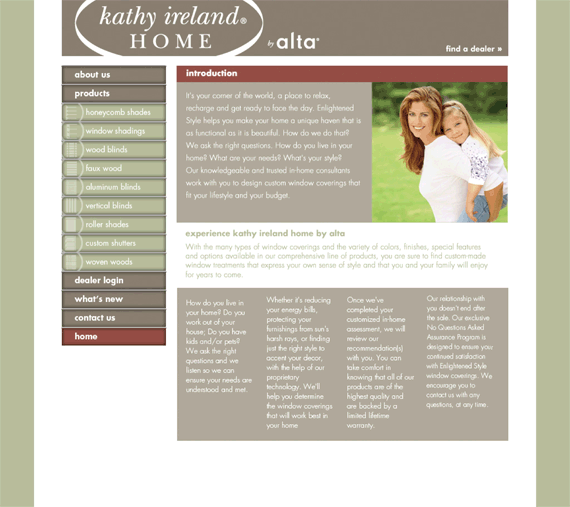 kathy ireland®
HOME
by alta®
find a dealer »
about us
products
honeycomb shades
window shadings
wood blinds
faux wood
aluminum blinds
vertical blinds
roller shades
custom shutters
woven woods
dealer login
what's new
contact us
home
introduction
It's your corner of the world, a place to relax,
recharge and get ready to face the day. Enlightened
Style helps you make your home a unique haven that is
as functional as it is beautiful. How do we do that?
We ask the right questions. How do you live in your
home? What are your needs? What's your style?
Our knowledgeable and trusted in-home consultants
work with you to design custom window coverings that
fit your lifestyle and your budget.
experience kathy ireland home by alta
With the many types of window coverings and the variety of colors, finishes, special features
and options available in our comprehensive line of products, you are sure to find custom-made
window treatments that express your own sense of style and that you and your family will enjoy
for years to come.
How do you live in
your home? Do you
work out of your
house; Do you have
kids and/or pets?
We ask the right
questions and we
listen so we can
ensure your needs are
understood and met.
Whether it's reducing
your energy bills,
protecting your
furnishings from sun's
harsh rays, or finding
just the right style to
accent your decor,
with the help of our
proprietary
technology. We'll
help you determine
the window coverings
that will work best in
your home
Once we've
completed your
customized in-home
assessment, we will
review our
recommendation(s)
with you. You can
take comfort in
knowing that all of our
products are of the
highest quality and
are backed by a
limited lifetime
warranty.
Our relationship with
you doesn't end after
the sale. Our exclusive
No Questions Asked
Assurance Program is
designed to ensure you
continued satisfaction
with Enlightened Style
window coverings. We
encourage you to
contact us with any
questions, at any time.